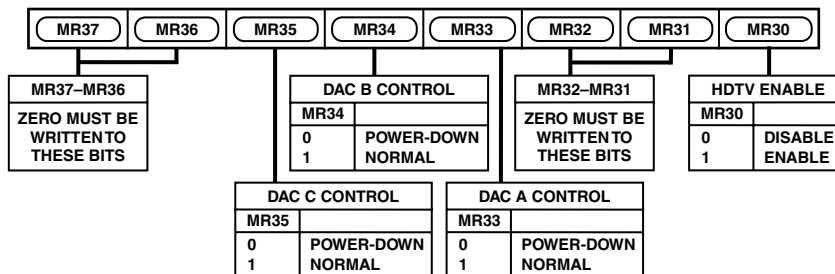 MR37 MR36 MR35 MR34 MR33 MR32 MR31 MR30
MR37–MR36
ZERO MUST BE
WRITTEN TO
THESE BITS
DAC B CONTROL
MR34
0 POWER-DOWN
1 NORMAL
MR32–MR31
ZERO MUST BE
WRITTEN TO
THESE BITS
HDTV ENABLE
MR30
0 DISABLE
1 ENABLE
DAC C CONTROL
MR35
0 POWER-DOWN
1 NORMAL
DAC A CONTROL
MR33
0 POWER-DOWN
1 NORMAL